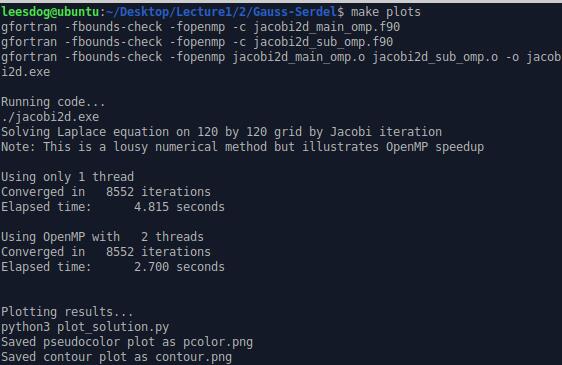 leesdog@ubuntu:~/Desktop/Lecture1/2/Gauss-Serdel$ make plots
gfortran -fbounds-check -fopenmp -c jacobi2d_main_omp.f90
gfortran -fbounds-check -fopenmp -c jacobi2d_sub_omp.f90
gfortran -fbounds-check -fopenmp jacobi2d_main_omp.o jacobi2d_sub_omp.o -o jacob
i2d.exe
Running code...
./jacobi2d.exe
Solving Laplace equation on 120 by 120 grid by Jacobi iteration
Note: This is a lousy numerical method but illustrates OpenMP speedup
Using only 1 thread
Converged in   8552 iterations
Elapsed time:      4.815 seconds
Using OpenMP with   2 threads
Converged in   8552 iterations
Elapsed time:      2.700 seconds
Plotting results...
python3 plot_solution.py
Saved pseudocolor plot as pcolor.png
Saved contour plot as contour.png